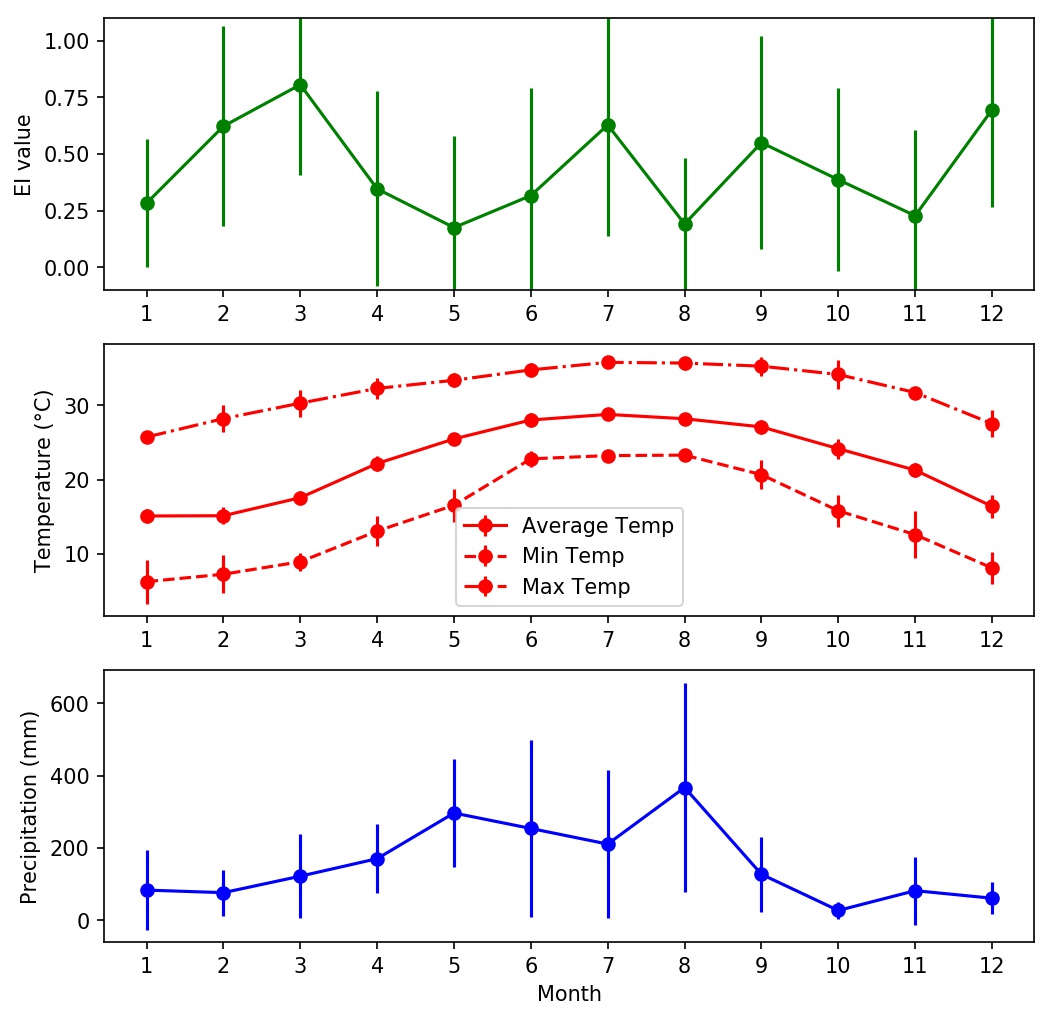 EI value
1.00
0.75
0.50
0.25
0.00
1 2 3 4 5 6 7 8 9 10 11 12
Temperature (°C)
30
20
10
Average Temp
Min Temp
Max Temp
1 2 3 4 5 6 7 8 9 10 11 12
Precipitation (mm)
600
400
200
0
1 2 3 4 5 6 7 8 9 10 11 12
Month